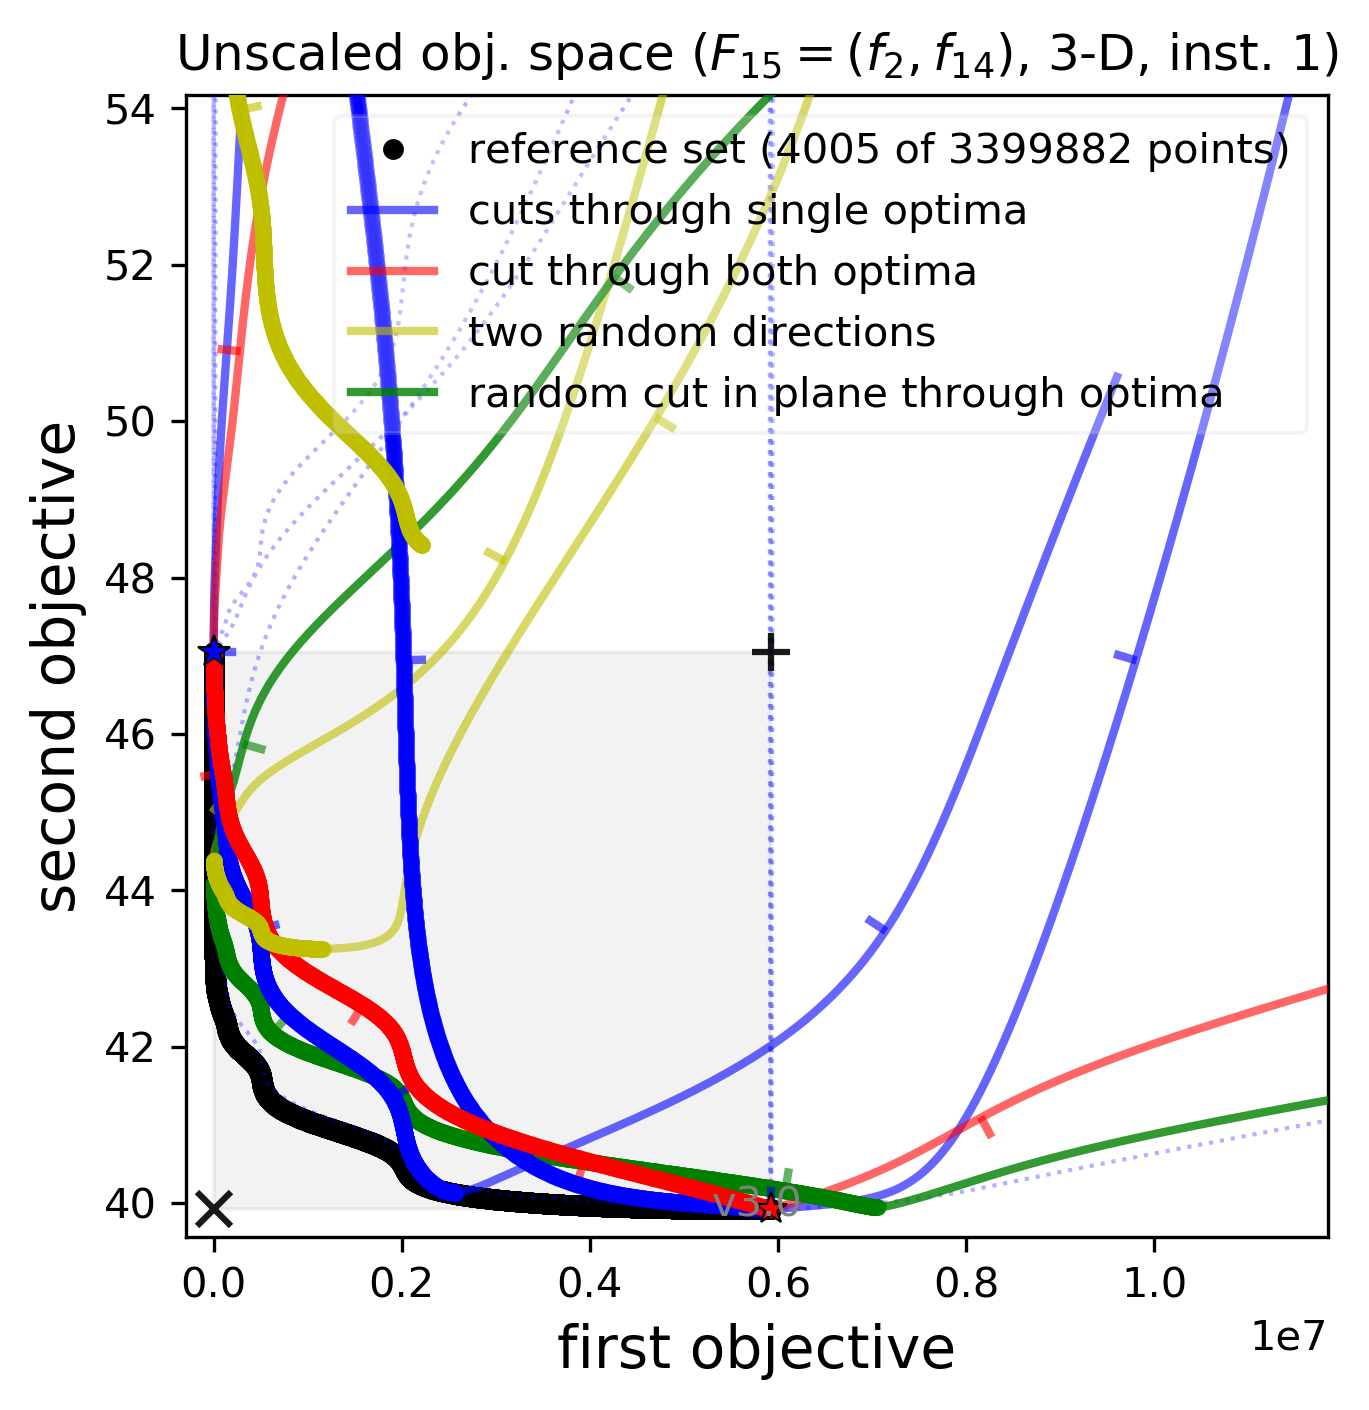 Unscaled obj. space (F₁₅ = (f₂, f₁₄), 3-D, inst. 1)
reference set (4005 of 3399882 points)
cuts through single optima
cut through both optima
two random directions
random cut in plane through optima
54
52
50
48
46
44
42
40
second objective
v3.0
0.0 0.2 0.4 0.6 0.8 1.0
1e7
first objective